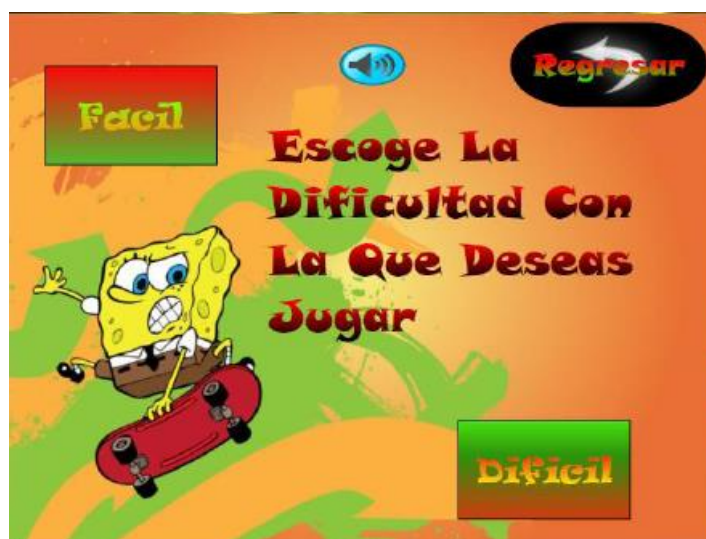 Regresar
Facil
Escoge La
Dificultad Con
La Que Deseas
Jugar
Dificil